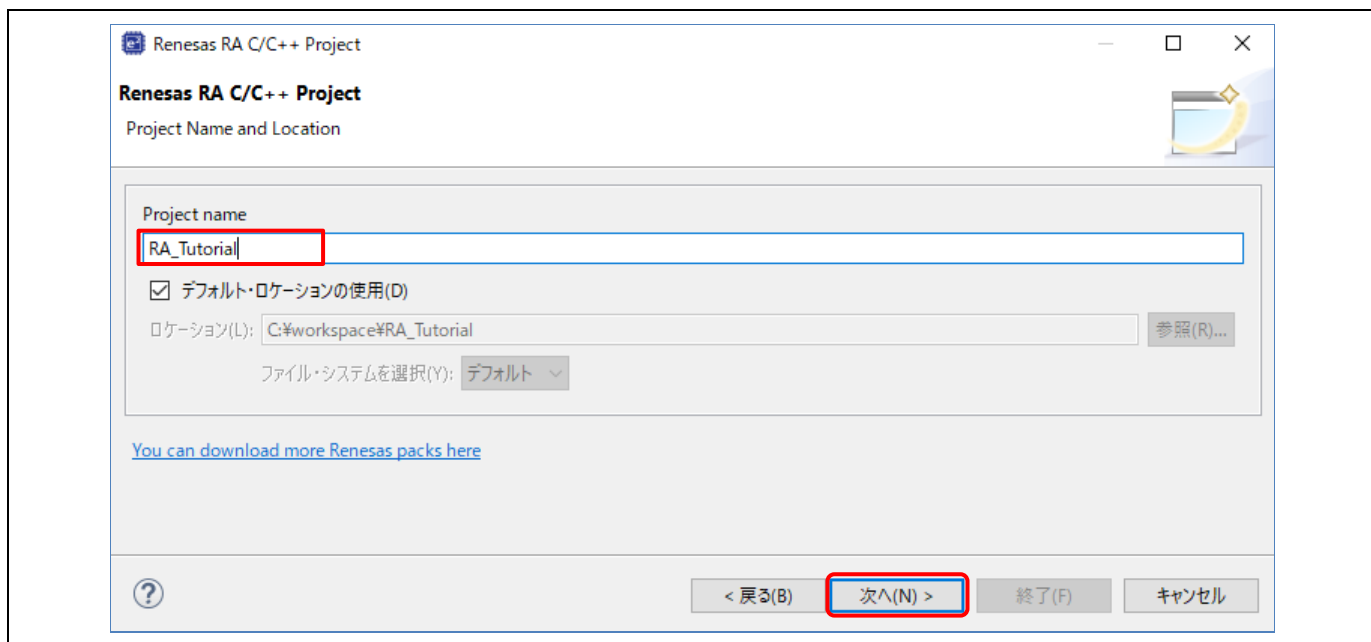 Renesas RA C/C++ Project
Renesas RA C/C++ Project
Project Name and Location
Project name
RA_Tutorial
デフォルト・ロケーションの使用(D)
ロケーション(L): C:¥workspace¥RA_Tutorial 参照(R)...
ファイル・システムを選択(Y): デフォルト
You can download more Renesas packs here
< 戻る(B) 次へ(N) > 終了(F) キャンセル